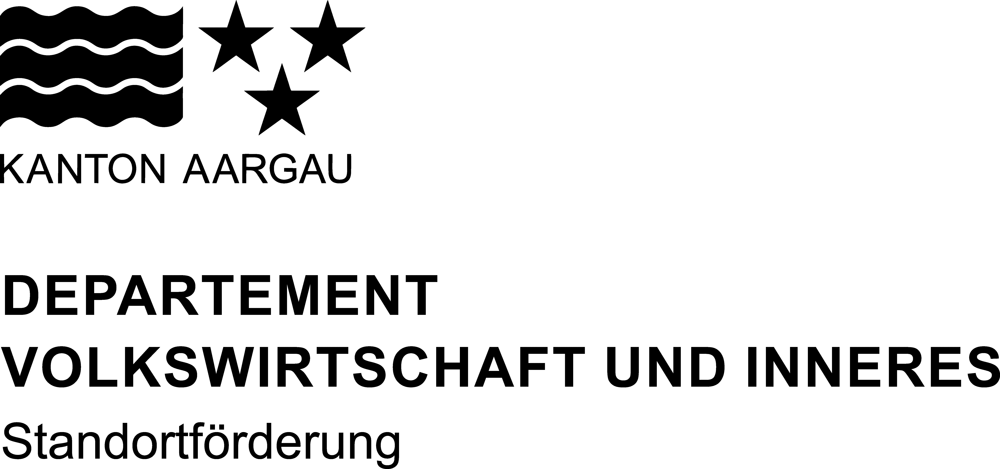 KANTON AARGAU
DEPARTEMENT
VOLKSWIRTSCHAFT UND INNERES
Standortförderung